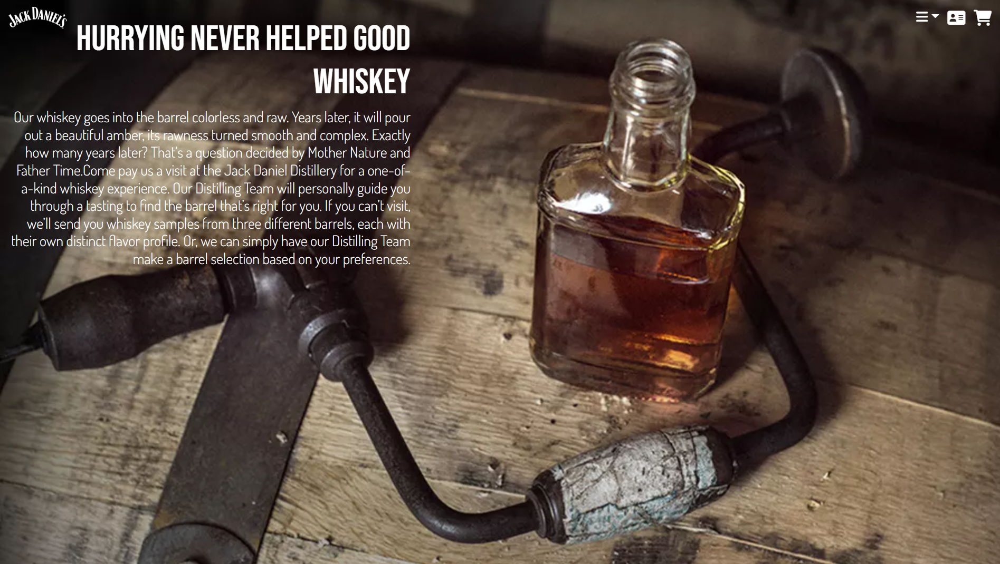 JACK DANIEL'S
HURRYING NEVER HELPED GOOD
WHISKEY
Our whiskey goes into the barrel colorless and raw. Years later, it will pour
out a beautiful amber, its rawness turned smooth and complex. Exactly
how many years later? That's a question decided by Mother Nature and
Father Time.Come pay us a visit at the Jack Daniel Distillery for a one-of-
a-kind whiskey experience. Our Distilling Team will personally guide you
through a tasting to find the barrel that's right for you. If you can't visit,
we'll send you whiskey samples from three different barrels, each with
their own distinct flavor profile. Or, we can simply have our Distilling Team
make a barrel selection based on your preferences.